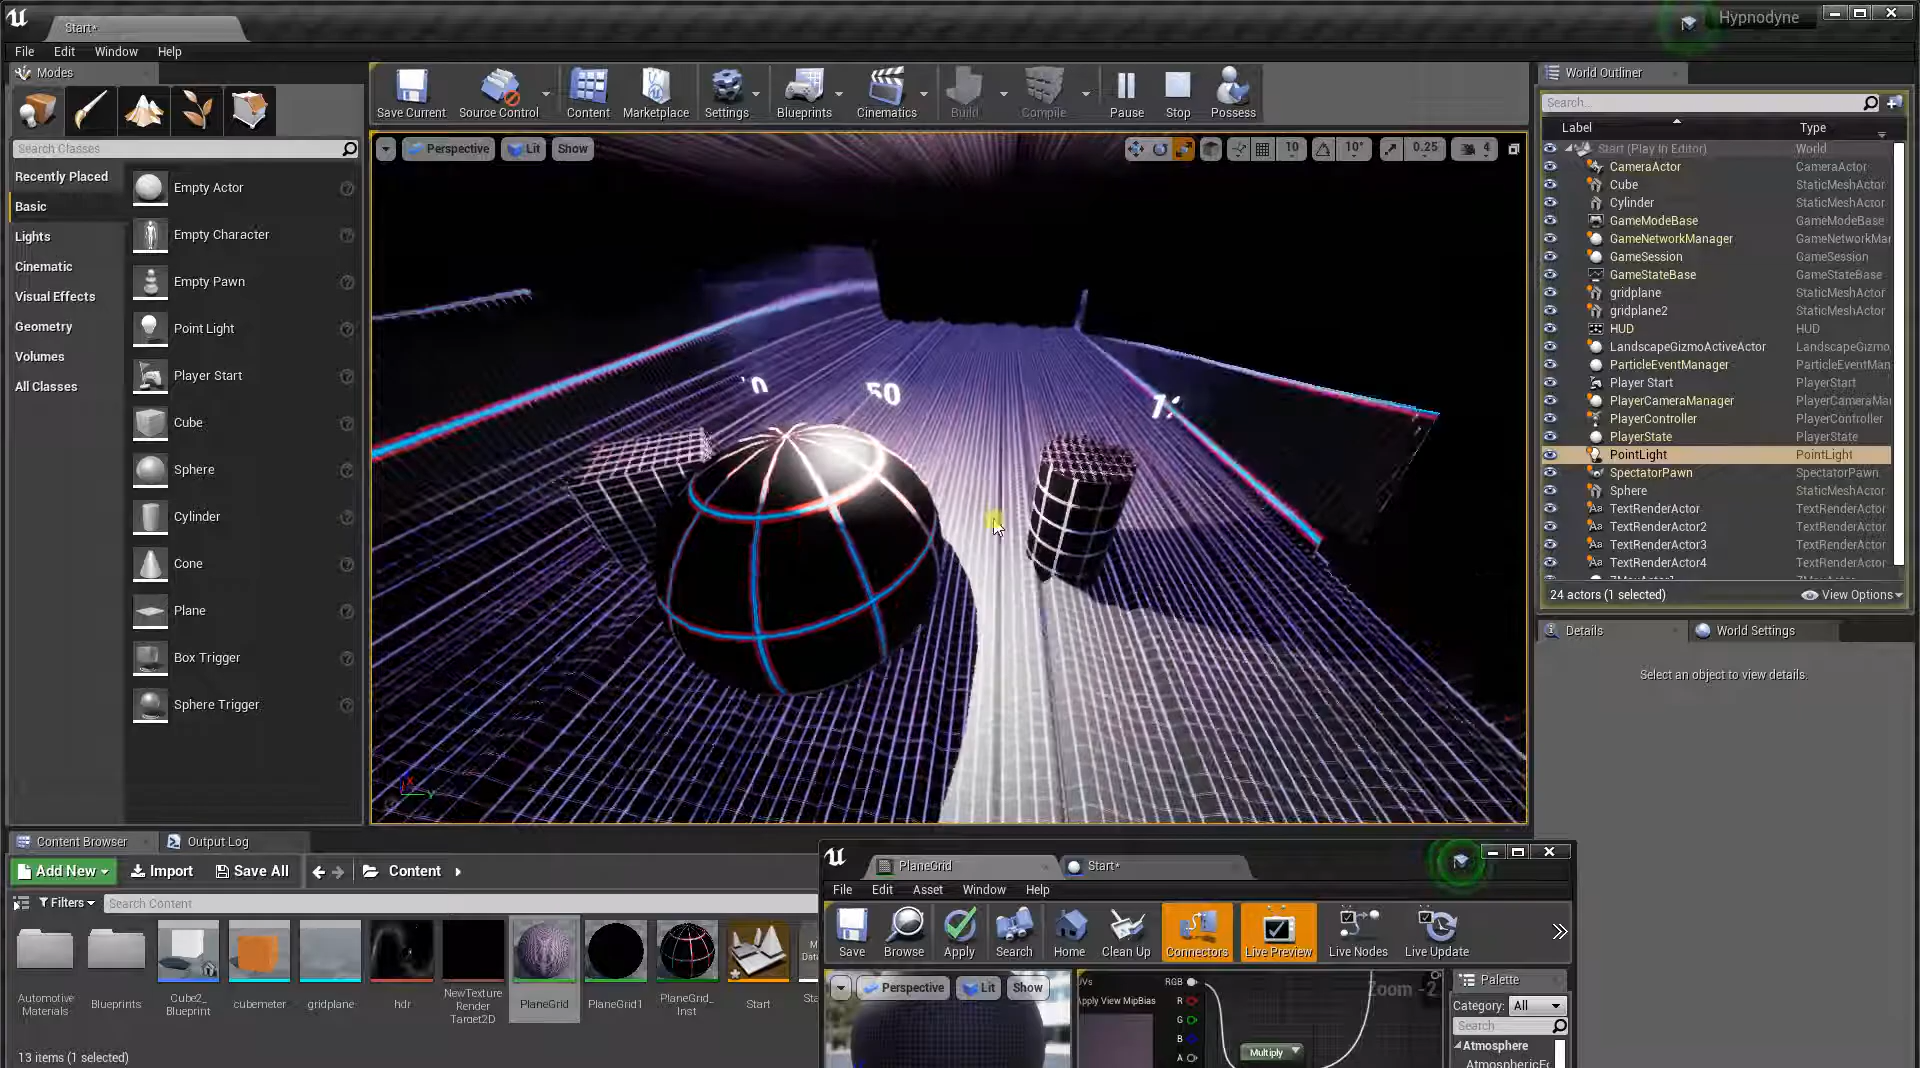 Start*
Hypnodyne
File Edit Window Help
Modes
Search Classes
Recently Placed
Basic
Lights
Cinematic
Visual Effects
Geometry
Volumes
All Classes
Empty Actor
Empty Character
Empty Pawn
Point Light
Player Start
Cube
Sphere
Cylinder
Cone
Plane
Box Trigger
Sphere Trigger
Save Current Source Control Content Marketplace Settings Blueprints Cinematics Build Compile Pause Stop Possess
Perspective Lit Show
10 10° 0.25 4
50
World Outliner
Search...
Label Type
Start (Play In Editor) World
CameraActor CameraActor
Cube StaticMeshActor
Cylinder StaticMeshActor
GameModeBase GameModeBase
GameNetworkManager GameNetworkMar
GameSession GameSession
GameStateBase GameStateBase
gridplane StaticMeshActor
gridplane2 StaticMeshActor
HUD HUD
LandscapeGizmoActiveActor LandscapeGizmo
ParticleEventManager ParticleEventMan
Player Start PlayerStart
PlayerCameraManager PlayerCameraMa
PlayerController PlayerController
PlayerState PlayerState
PointLight PointLight
SpectatorPawn SpectatorPawn
Sphere StaticMeshActor
TextRenderActor TextRenderActor
TextRenderActor2 TextRenderActor
TextRenderActor3 TextRenderActor
TextRenderActor4 TextRenderActor
24 actors (1 selected) View Options
Details World Settings
Select an object to view details.
Content Browser Output Log
Add New Import Save All Content
Filters Search Content
Automotive
Materials
Blueprints
Cube2_
Blueprint
cubemeter
gridplane
hdr
NewTexture
Render
Target2D
PlaneGrid
PlaneGrid1
PlaneGrid_
Inst
Start
13 items (1 selected)
PlaneGrid Start*
File Edit Asset Window Help
Save Browse Apply Search Home Clean Up Connectors Live Preview Live Nodes Live Update
Perspective Lit Show
RGB
Apply View MipBias
R
G
B
A
Multiply
Zoom -2
Palette
Category: All
Search
Atmosphere